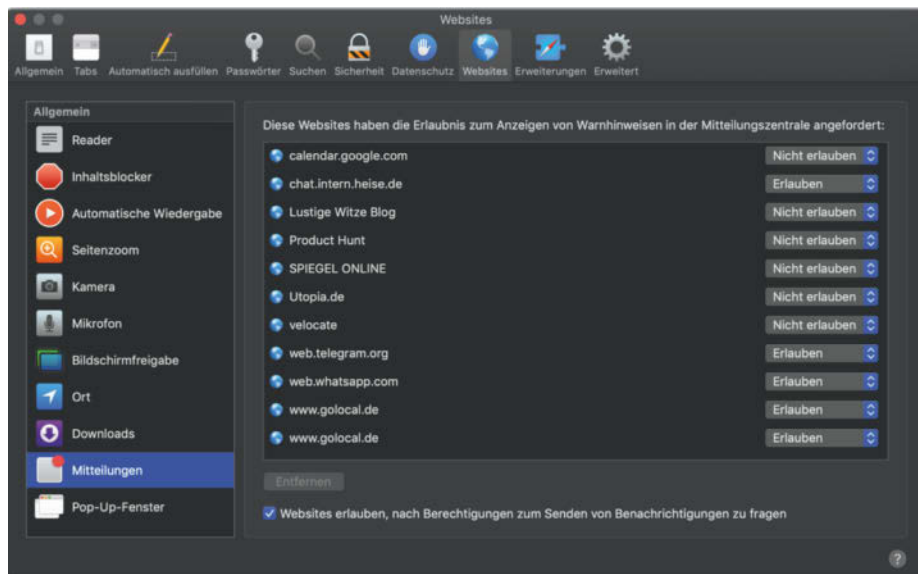 Websites
Allgemein Tabs Automatisch ausfüllen Passwörter Suchen Sicherheit Datenschutz Websites Erweiterungen Erweitert
Allgemein
Reader
Inhaltsblocker
Automatische Wiedergabe
Seitenzoom
Kamera
Mikrofon
Bildschirmfreigabe
Ort
Downloads
Mitteilungen
Pop-Up-Fenster
Diese Websites haben die Erlaubnis zum Anzeigen von Warnhinweisen in der Mitteilungszentrale angefordert:
calendar.google.com Nicht erlauben
chat.intern.heise.de Erlauben
Lustige Witze Blog Nicht erlauben
Product Hunt Nicht erlauben
SPIEGEL ONLINE Nicht erlauben
Utopia.de Nicht erlauben
velocate Nicht erlauben
web.telegram.org Erlauben
web.whatsapp.com Erlauben
www.golocal.de Erlauben
www.golocal.de Erlauben
Entfernen
Websites erlauben, nach Berechtigungen zum Senden von Benachrichtigungen zu fragen
?